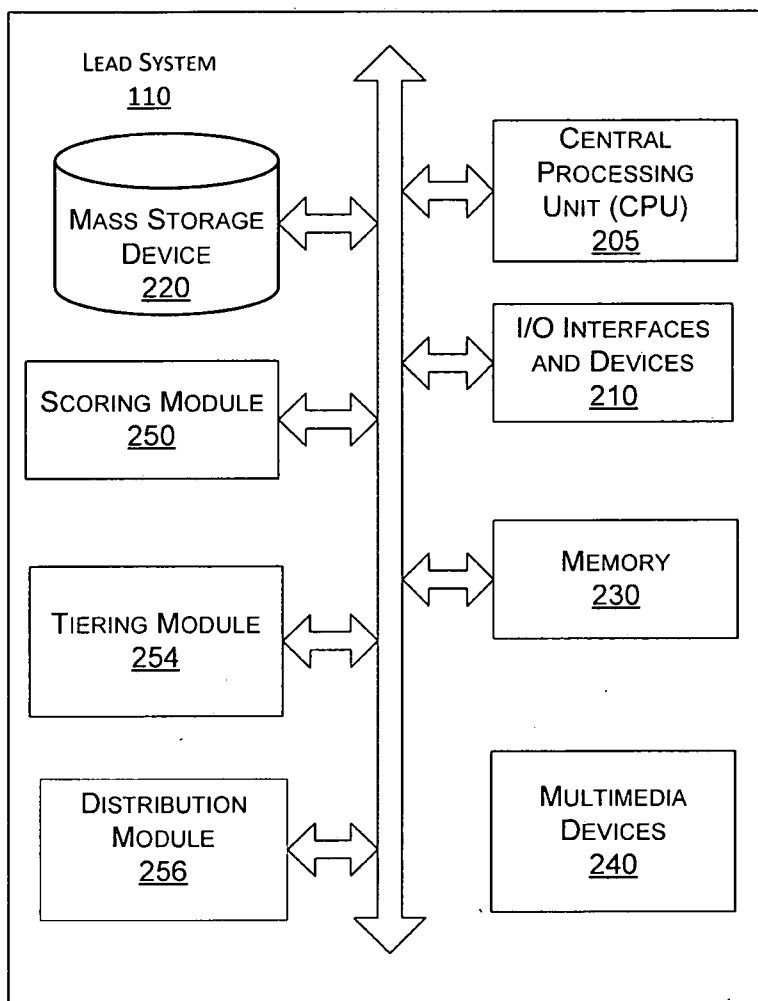 LEAD SYSTEM
110
MASS STORAGE
DEVICE
220
SCORING MODULE
250
TIERING MODULE
254
DISTRIBUTION
MODULE
256
CENTRAL
PROCESSING
UNIT (CPU)
205
I/O INTERFACES
AND DEVICES
210
MEMORY
230
MULTIMEDIA
DEVICES
240